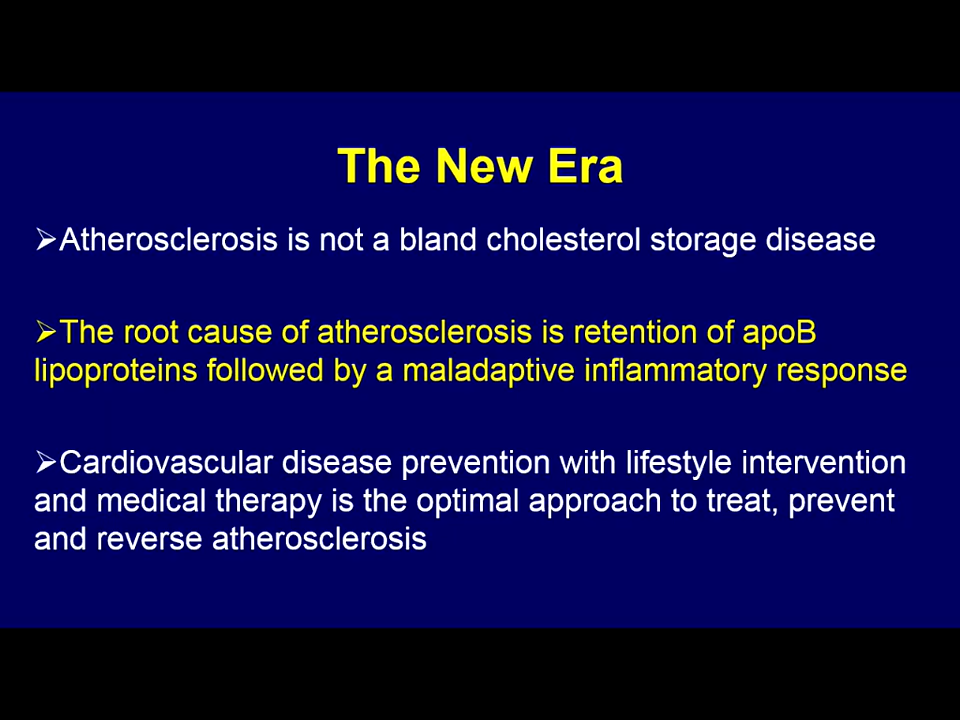 The New Era
➢Atherosclerosis is not a bland cholesterol storage disease
➢The root cause of atherosclerosis is retention of apoB
lipoproteins followed by a maladaptive inflammatory response
➢Cardiovascular disease prevention with lifestyle intervention
and medical therapy is the optimal approach to treat, prevent
and reverse atherosclerosis